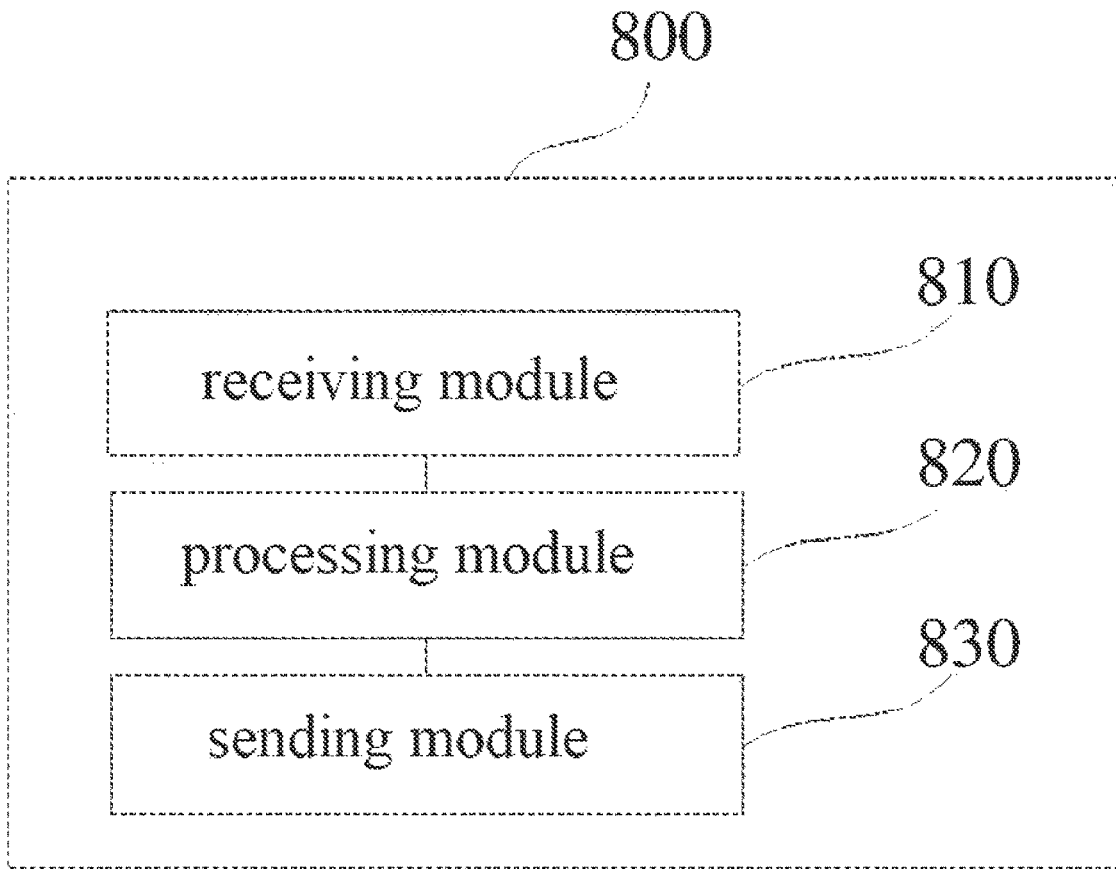 800
810
receiving module
820
processing module
830
sending module